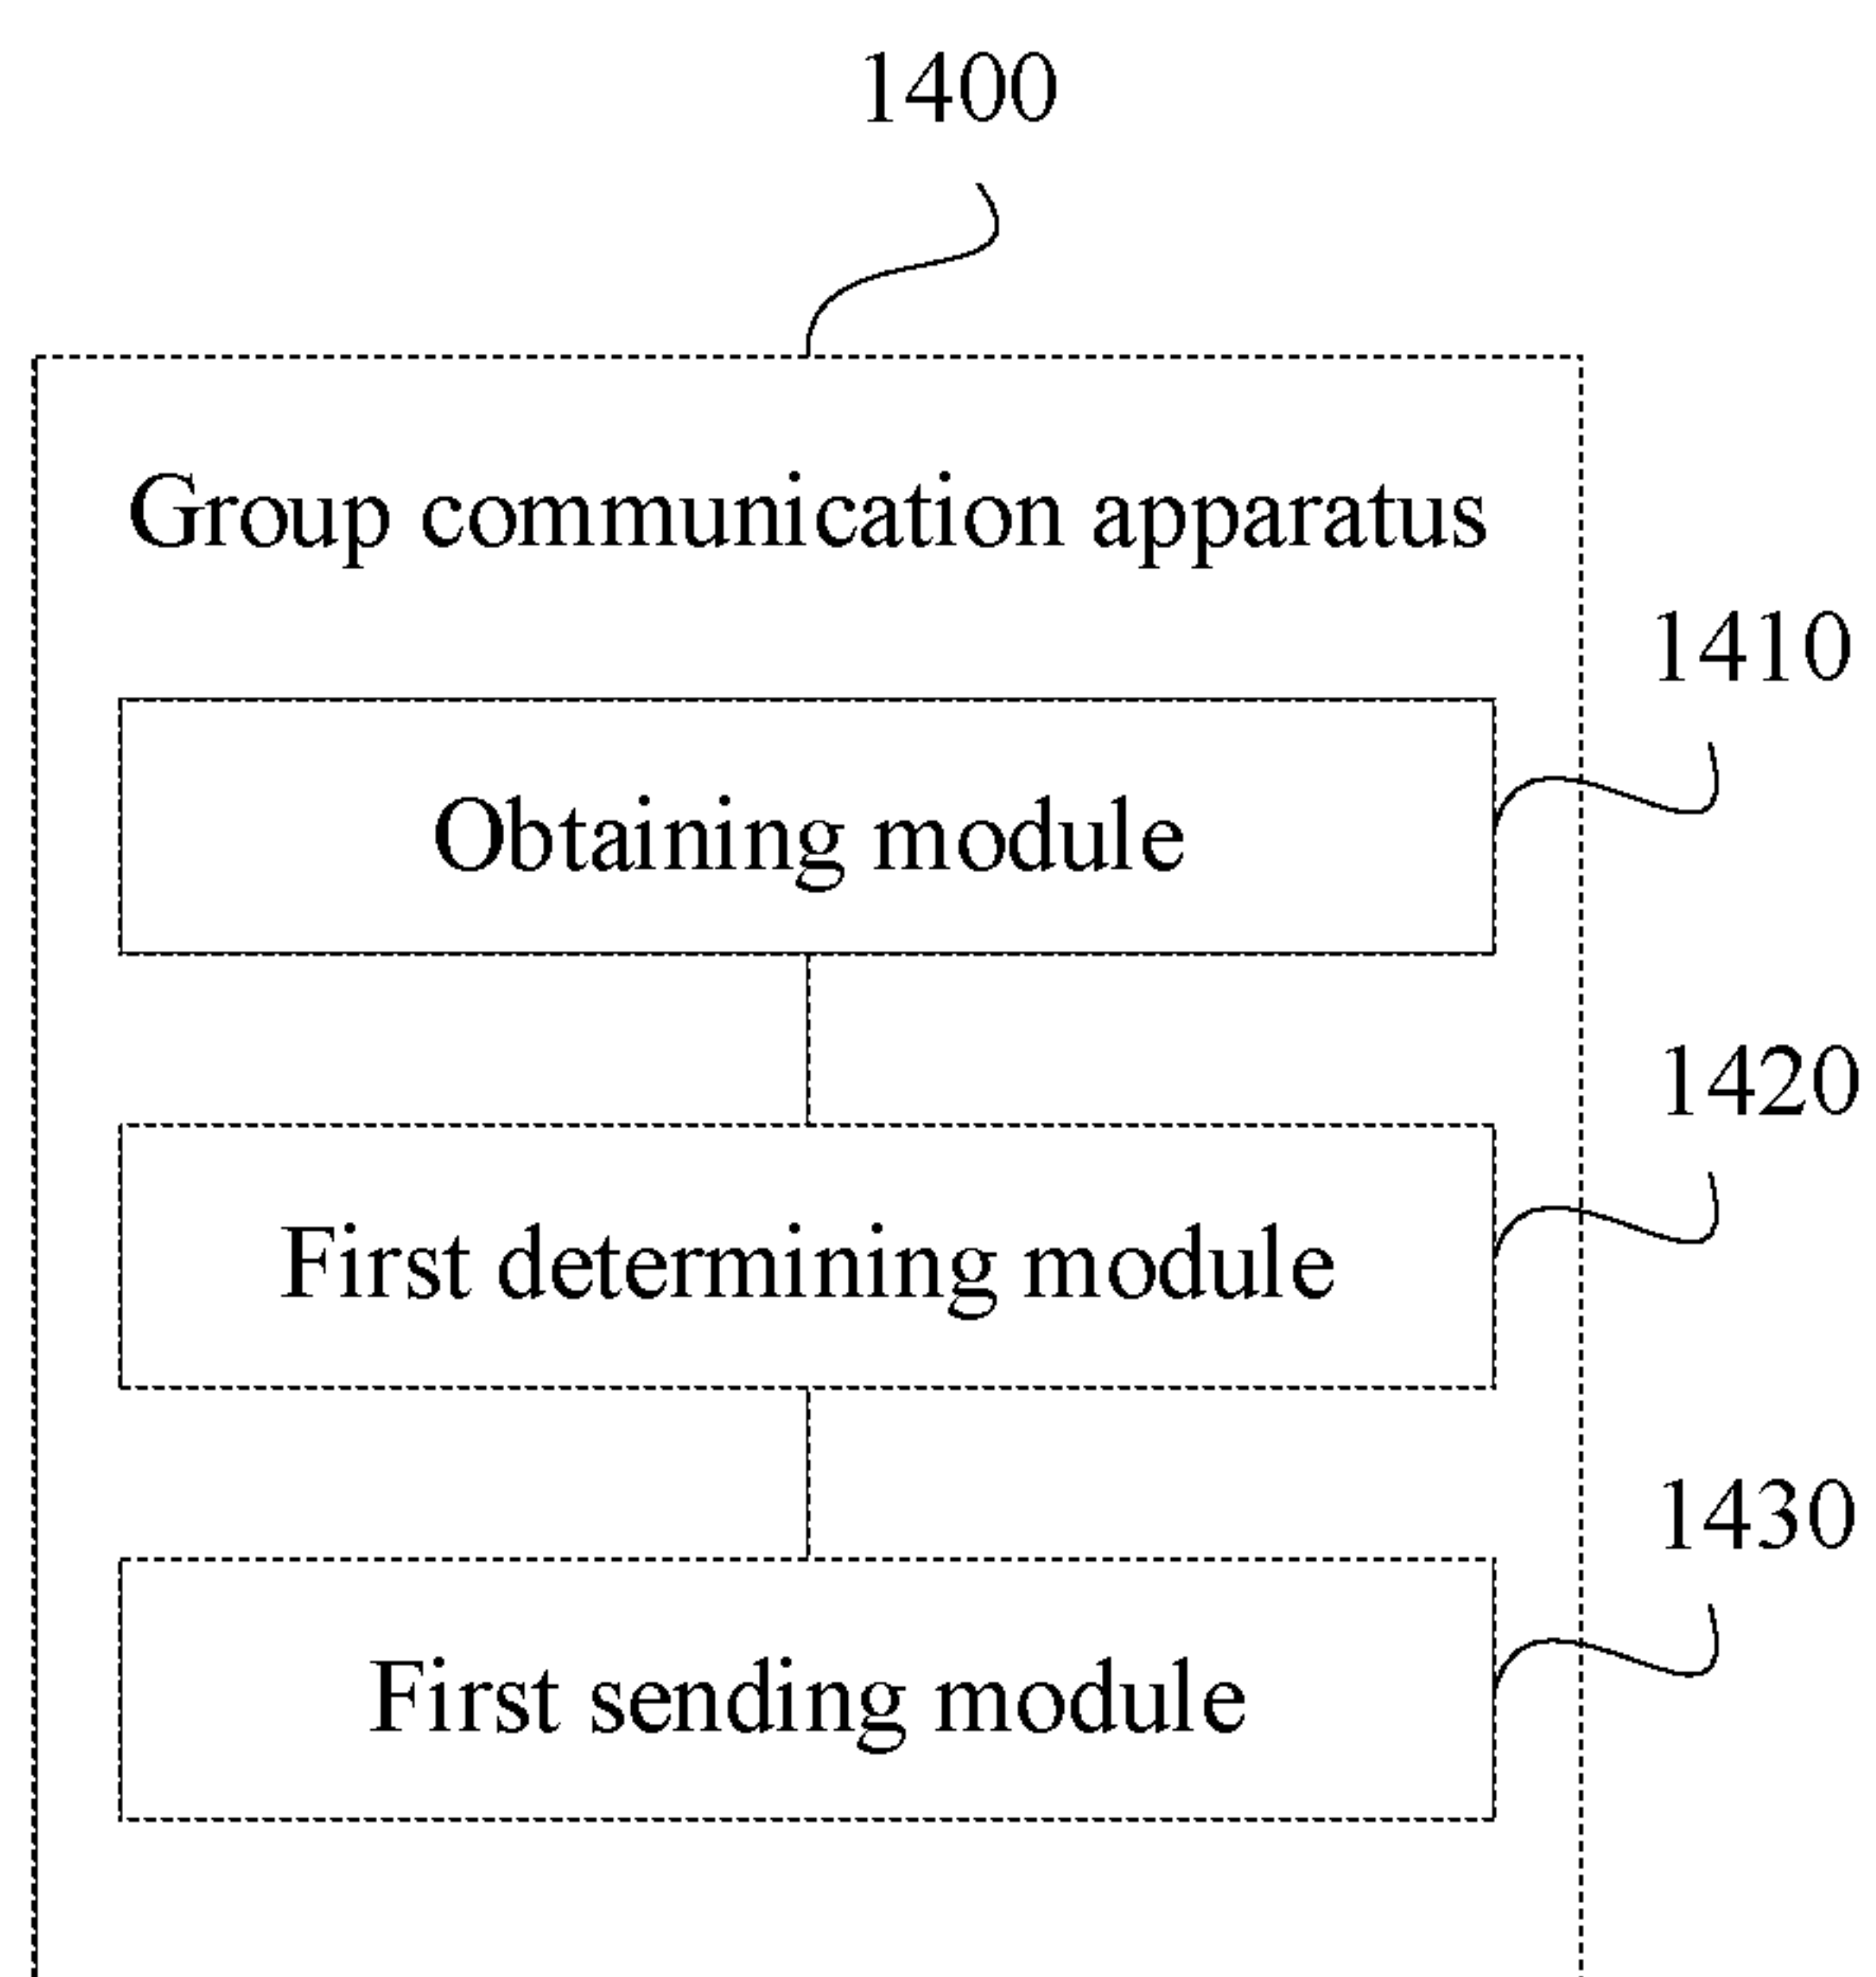 1400
Group communication apparatus
1410
Obtaining module
1420
First determining module
1430
First sending module